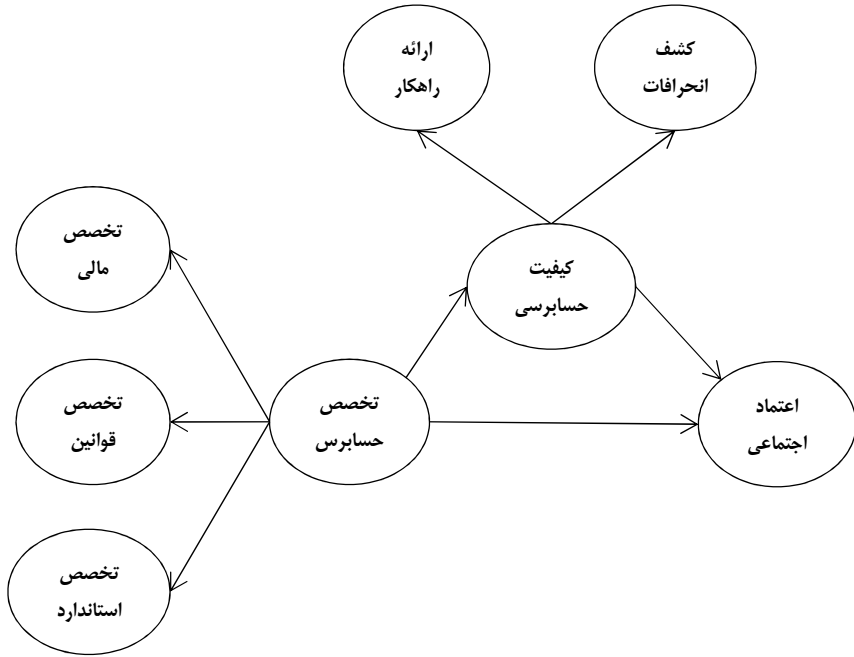 کشف
انحرافات
ارائه
راهکار
تخصص
مالی
کیفیت
حسابرسی
تخصص
قوانین
تخصص
حسابرس
اعتماد
اجتماعی
تخصص
استاندارد